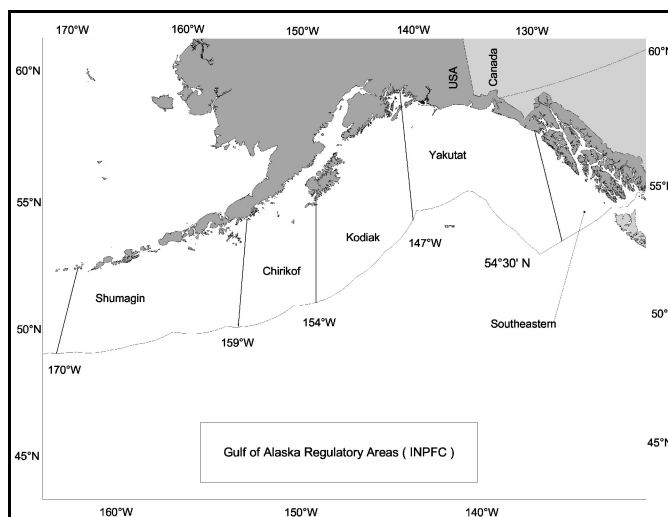 170°W 160°W 150°W 140°W 130°W
60°N
60°N
USA
Canada
Yakutat
55°N
55°N
Kodiak
147°W
54°30' N
Chirikof
Shumagin
154°W
50°N
Southeastern
50°
159°W
170°W
Gulf of Alaska Regulatory Areas ( INPFC )
45°N
45°N
160°W 150°W 140°W